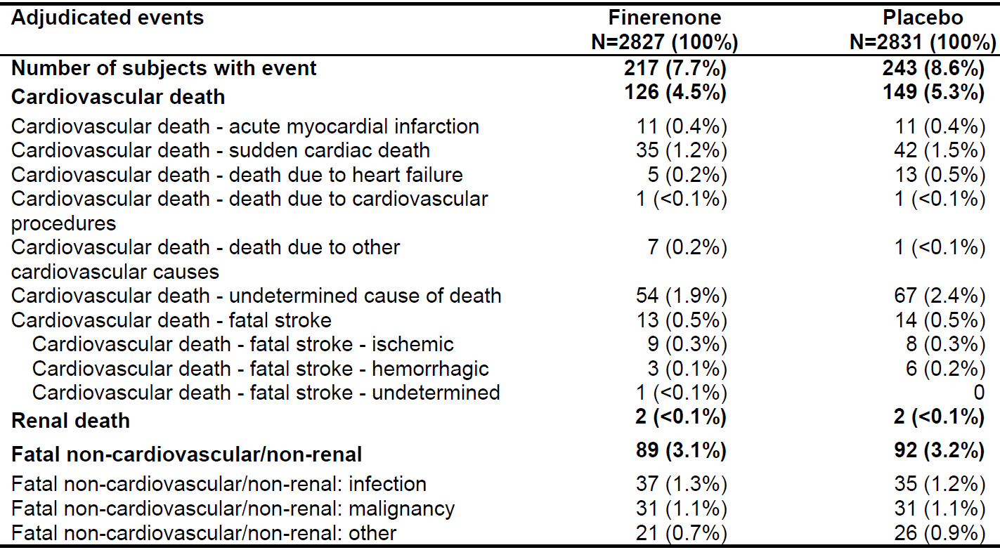 Adjudicated events Finerenone Placebo
N=2827 (100%) N=2831 (100%)
Number of subjects with event 217 (7.7%) 243 (8.6%)
Cardiovascular death 126 (4.5%) 149 (5.3%)
Cardiovascular death - acute myocardial infarction 11 (0.4%) 11 (0.4%)
Cardiovascular death - sudden cardiac death 35 (1.2%) 42 (1.5%)
Cardiovascular death - death due to heart failure 5 (0.2%) 13 (0.5%)
Cardiovascular death - death due to cardiovascular 1 (<0.1%) 1 (<0.1%)
procedures
Cardiovascular death - death due to other 7 (0.2%) 1 (<0.1%)
cardiovascular causes
Cardiovascular death - undetermined cause of death 54 (1.9%) 67 (2.4%)
Cardiovascular death - fatal stroke 13 (0.5%) 14 (0.5%)
Cardiovascular death - fatal stroke - ischemic 9 (0.3%) 8 (0.3%)
Cardiovascular death - fatal stroke - hemorrhagic 3 (0.1%) 6 (0.2%)
Cardiovascular death - fatal stroke - undetermined 1 (<0.1%) 0
Renal death 2 (<0.1%) 2 (<0.1%)
Fatal non-cardiovascular/non-renal 89 (3.1%) 92 (3.2%)
Fatal non-cardiovascular/non-renal: infection 37 (1.3%) 35 (1.2%)
Fatal non-cardiovascular/non-renal: malignancy 31 (1.1%) 31 (1.1%)
Fatal non-cardiovascular/non-renal: other 21 (0.7%) 26 (0.9%)